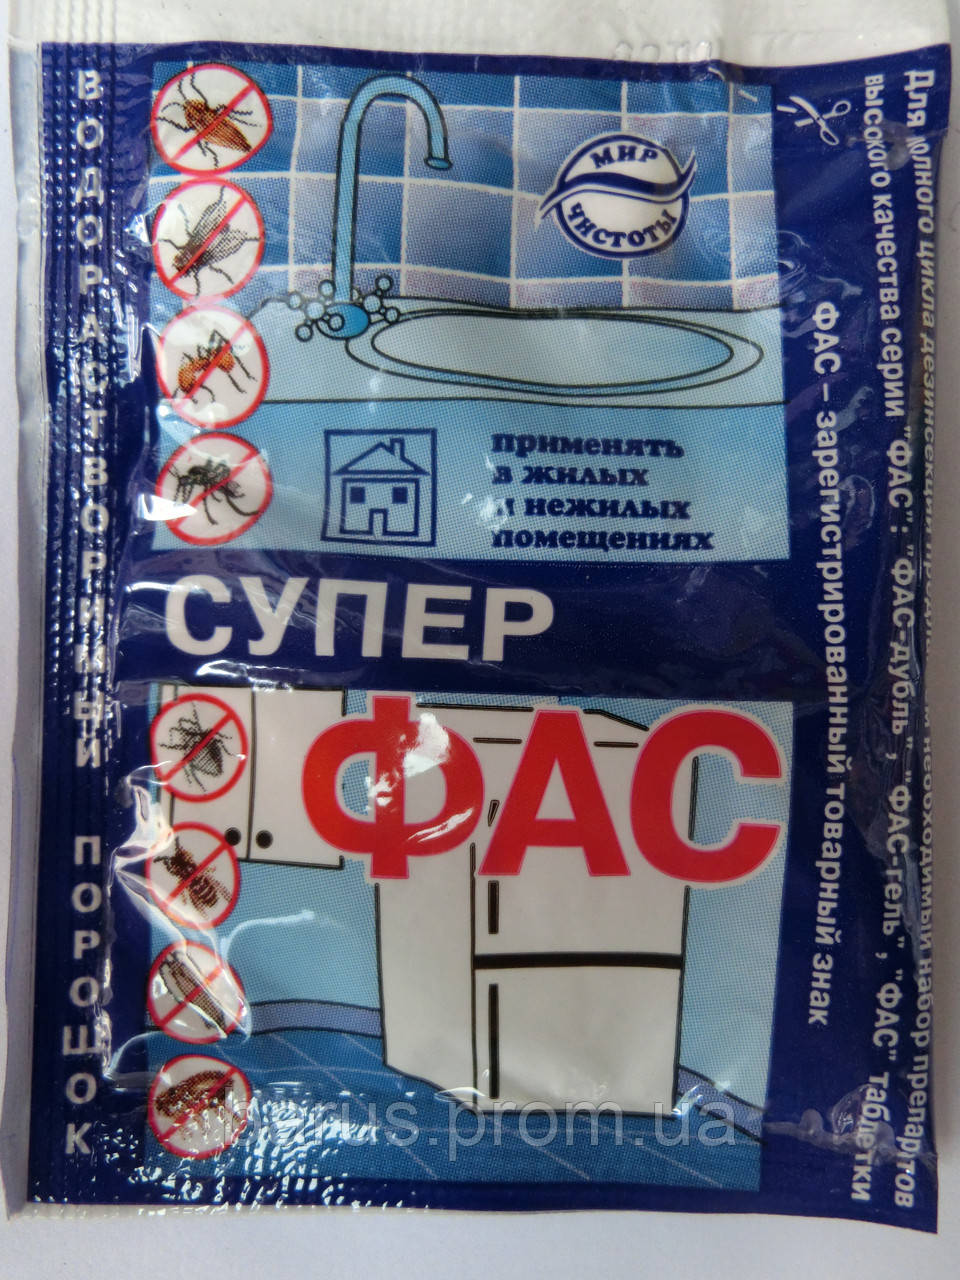 ВОДОРАСТВОРИМЫЙ ПОРОШОК
МИР
ЧИСТОТЫ
применять
в жилых
и нежилых
помещениях
СУПЕР
ФАС
Для полного цикла дезинсекции необходимый набор препаратов
высокого качества серии "ФАС": "ФАС-дубль", "ФАС-гель", "ФАС" таблетки
ФАС – зарегистрированный товарный знак
barus.prom.ua